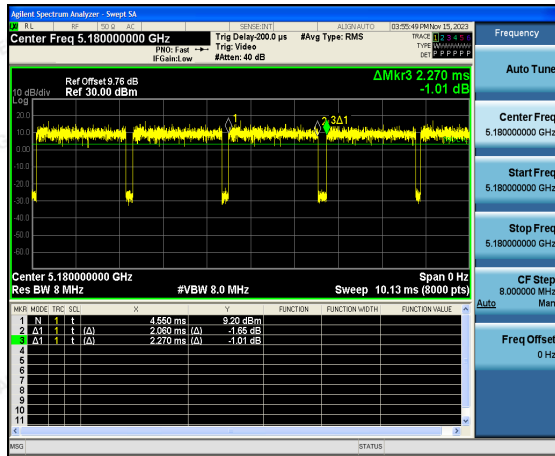 Agilent Spectrum Analyzer - Swept SA
RL RF 50 Ω AC SENSE:INT ALIGN AUTO 03:55:49 PM Nov 15, 2023
Center Freq 5.180000000 GHz
Trig Delay-200.0 µs #Avg Type: RMS
TRACE 1 2 3 4 5 6
PNO: Fast Trig: Video
TYPE
IFGain:Low #Atten: 40 dB
DET P P P P P P
Frequency
Auto Tune
Center Freq
5.180000000 GHz
Start Freq
5.180000000 GHz
Stop Freq
5.180000000 GHz
CF Step
8.000000 MHz
Auto Man
Freq Offset
0 Hz
Ref Offset 9.76 dB
10 dB/div Ref 30.00 dBm
ΔMkr3 2.270 ms
-1.01 dB
Log
20.0
10.0
0.00
-10.0
-20.0
-30.0
-40.0
-50.0
-60.0
1
2 3Δ1
Center 5.180000000 GHz Span 0 Hz
Res BW 8 MHz #VBW 8.0 MHz Sweep 10.13 ms (8000 pts)
MKR MODE TRC SCL X Y FUNCTION FUNCTION WIDTH FUNCTION VALUE
1 N 1 t 4.550 ms 9.20 dBm
2 Δ1 1 t (Δ) 2.060 ms (Δ) -1.65 dB
3 Δ1 1 t (Δ) 2.270 ms (Δ) -1.01 dB
4
5
6
7
8
9
10
11
MSG STATUS